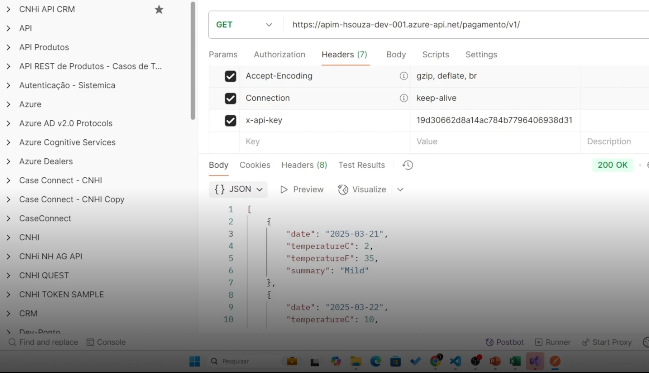 CNHi API CRM
API
API Produtos
API REST de Produtos - Casos de T...
Autenticação - Sistemica
Azure
Azure AD v2.0 Protocols
Azure Cognitive Services
Azure Dealers
Case Connect - CNHI
Case Connect - CNHI Copy
CaseConnect
CNHI
CNHi NH AG API
CNHI QUEST
CNHI TOKEN SAMPLE
CRM
Dev-Ponto
GET https://apim-hsouza-dev-001.azure-api.net/pagamento/v1/
Params Authorization Headers (7) Body Scripts Settings
Accept-Encoding gzip, deflate, br
Connection keep-alive
x-api-key 19d30662d8a14ac784b7796406938d31
Key Value Description
Body Cookies Headers (8) Test Results 200 OK
{ } JSON Preview Visualize
1 [
2 {
3 "date": "2025-03-21",
4 "temperatureC": 2,
5 "temperatureF": 35,
6 "summary": "Mild"
7 },
8 {
9 "date": "2025-03-22",
10 "temperatureC": 10,
Find and replace Console Postbot Runner Start Proxy
Pesquisar